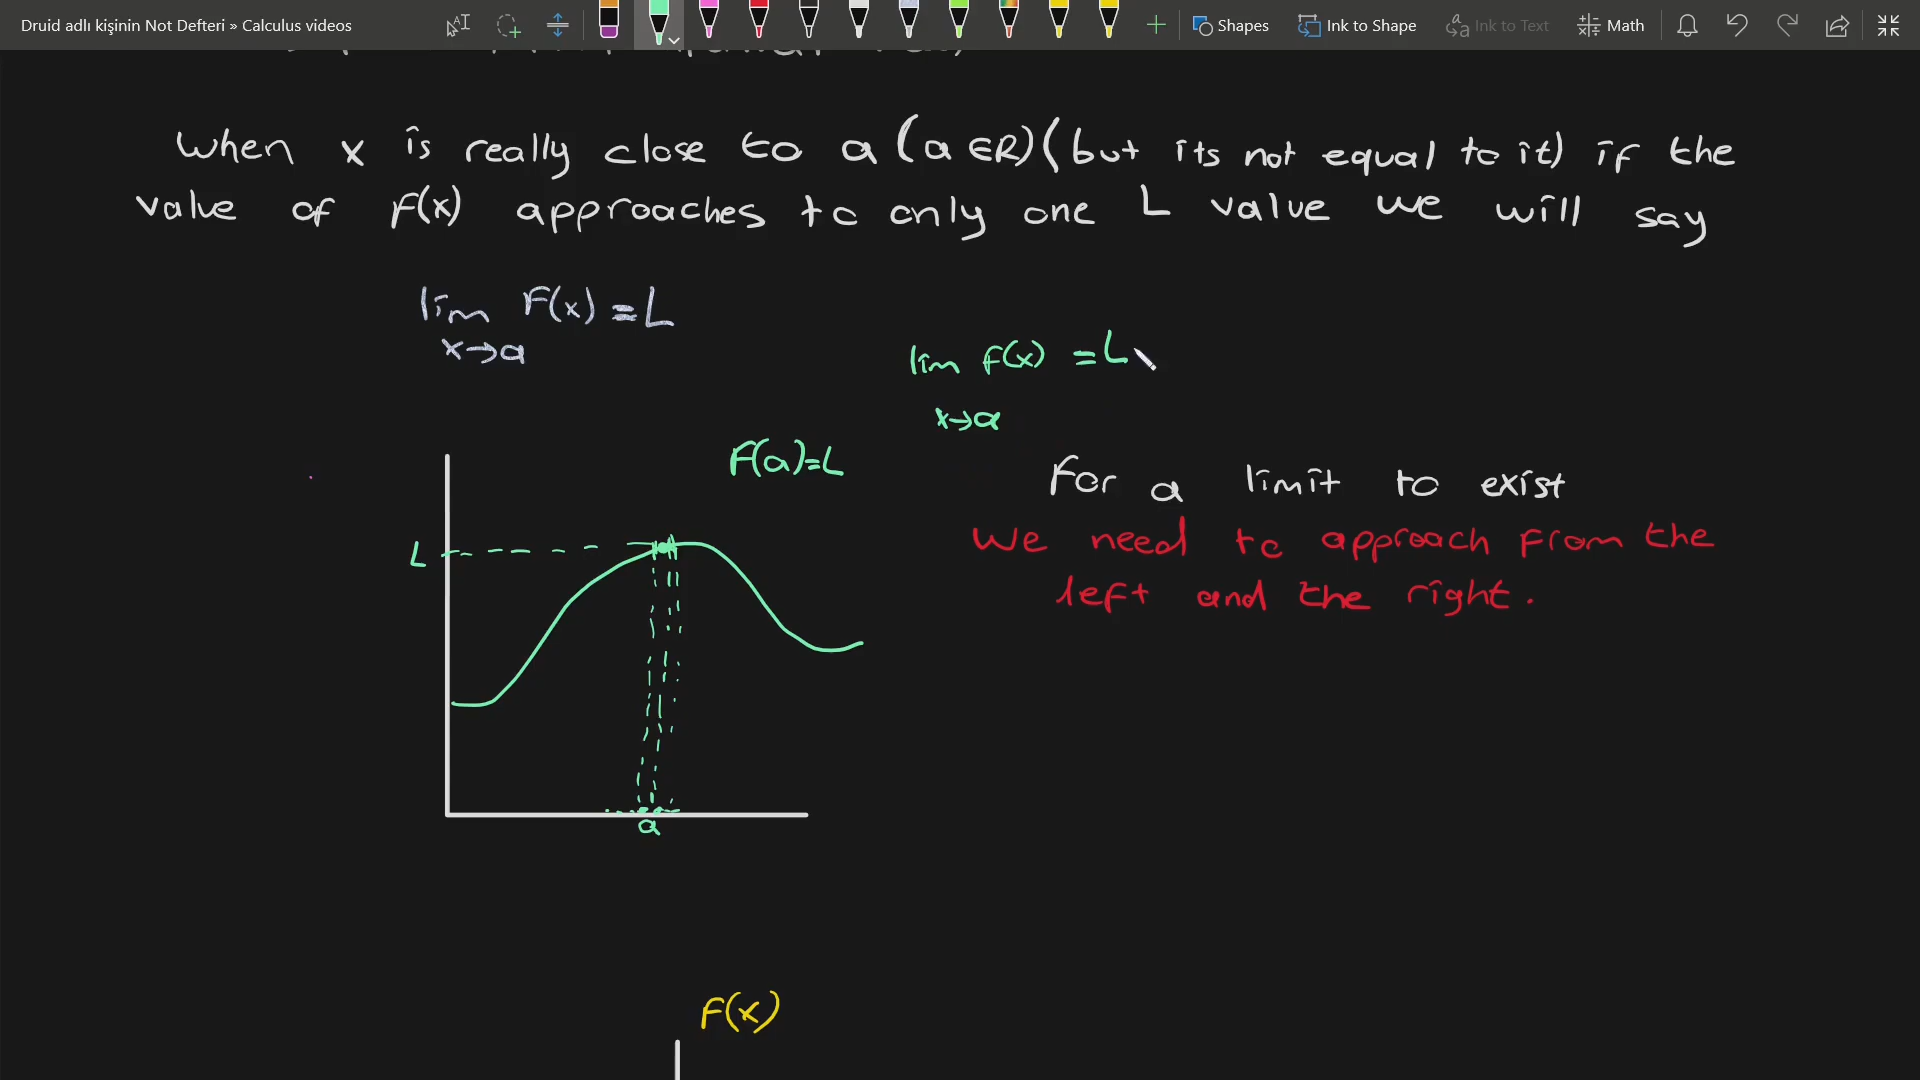 Druid adlı kişinin Not Defteri » Calculus videos
Shapes
Ink to Shape
Ink to Text
Math
When x is really close to a (a ∈ R) (but its not equal to it) if the
value of F(x) approaches to only one L value we will say
lim F(x) = L
x→a
lim f(x) = L
x→a
F(a)=L
For a limit to exist
We need to approach from the
left and the right.
L
a
F(x)